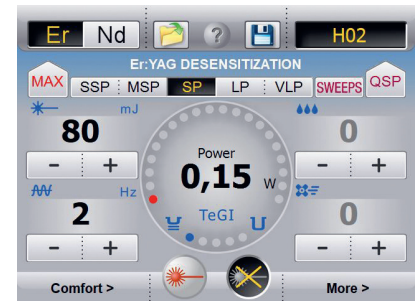 Er Nd ? H02
Er:YAG DESENSITIZATION
MAX SSP MSP SP LP VLP SWEEPS QSP
mJ
80 0
- + - +
Power
0,15 W
Hz
2 0
TeGI
- + - +
Comfort > More >